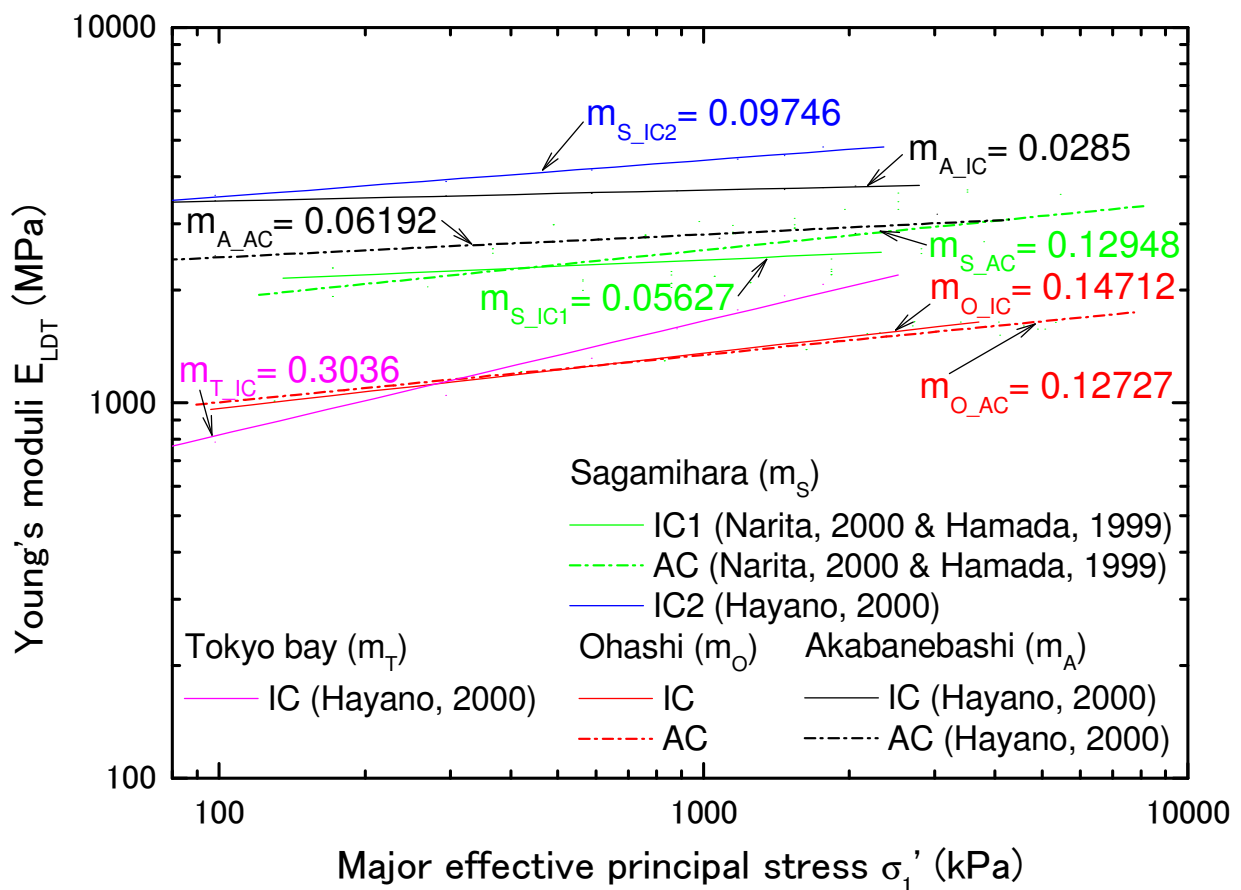 10000
m_S_IC2= 0.09746
m_A_IC= 0.0285
m_A_AC= 0.06192
m_S_AC= 0.12948
m_S_IC1= 0.05627
m_O_IC= 0.14712
m_T_IC= 0.3036
m_O_AC= 0.12727
1000
Young's moduli E_LDT (MPa)
Sagamihara (m_S)
IC1 (Narita, 2000 & Hamada, 1999)
AC (Narita, 2000 & Hamada, 1999)
IC2 (Hayano, 2000)
Tokyo bay (m_T)
IC (Hayano, 2000)
Ohashi (m_O)
IC
AC
Akabanebashi (m_A)
IC (Hayano, 2000)
AC (Hayano, 2000)
100
100 1000 10000
Major effective principal stress σ_1' (kPa)